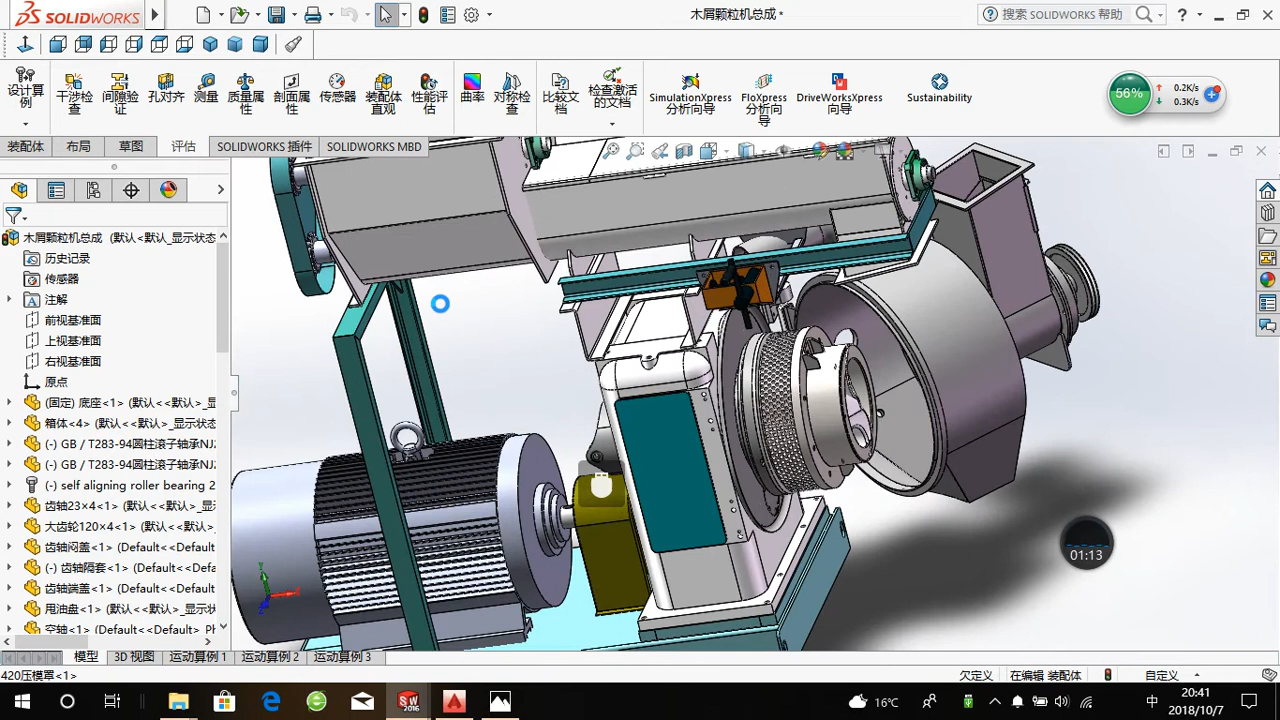 SOLIDWORKS
木屑颗粒机总成 *
搜索 SOLIDWORKS 帮助
?
设计算
例
干涉检
查
间隙验
证
孔对齐
测量
质量属
性
剖面属
性
传感器
装配体
直观
性能评
估
曲率
对称检
查
比较文
档
检查激活
的文档
SimulationXpress
分析向导
FloXpress
分析向
导
DriveWorksXpress
向导
Sustainability
56%
0.2K/s
0.3K/s
装配体
布局
草图
评估
SOLIDWORKS 插件
SOLIDWORKS MBD
木屑颗粒机总成 (默认<默认_显示状态
历史记录
传感器
注解
前视基准面
上视基准面
右视基准面
原点
(固定) 底座<1> (默认<<默认>_显
箱体<4> (默认<<默认>_显示状
(-) GB / T283-94圆柱滚子轴承NJ
(-) GB / T283-94圆柱滚子轴承NJ
(-) self aligning roller bearing 2
齿轴23×4<1> (默认<<默认>_显
大齿轮120×4<1> (默认<<默认
齿轴闷盖<1> (Default<<Default
(-) 齿轴隔套<1> (Default<<Defa
齿轴端盖<1> (Default<<Default
甩油盘<1> (默认<<默认>_显示状
空轴<1> (Default<<Default> P
01:13
模型
3D 视图
运动算例 1
运动算例 2
运动算例 3
420压模罩<1>
欠定义
在编辑 装配体
自定义
SW
2016
16°C
中
20:41
2018/10/7